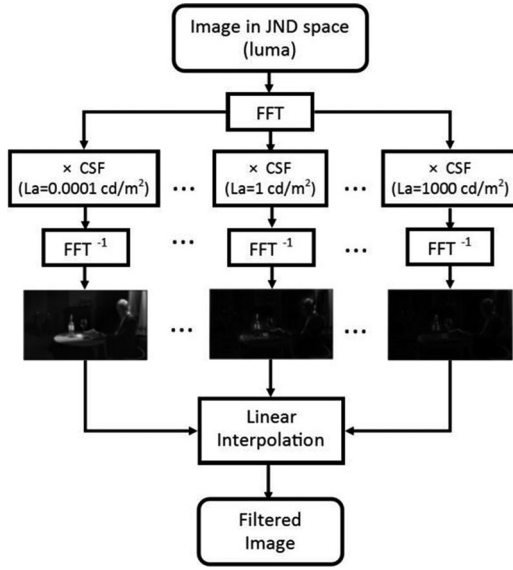 Image in JND space
(luma)
FFT
× CSF
(La=0.0001 cd/m²)
...
× CSF
(La=1 cd/m²)
...
× CSF
(La=1000 cd/m²)
FFT ⁻¹
...
FFT ⁻¹
...
FFT ⁻¹
...
...
Linear
Interpolation
Filtered
Image